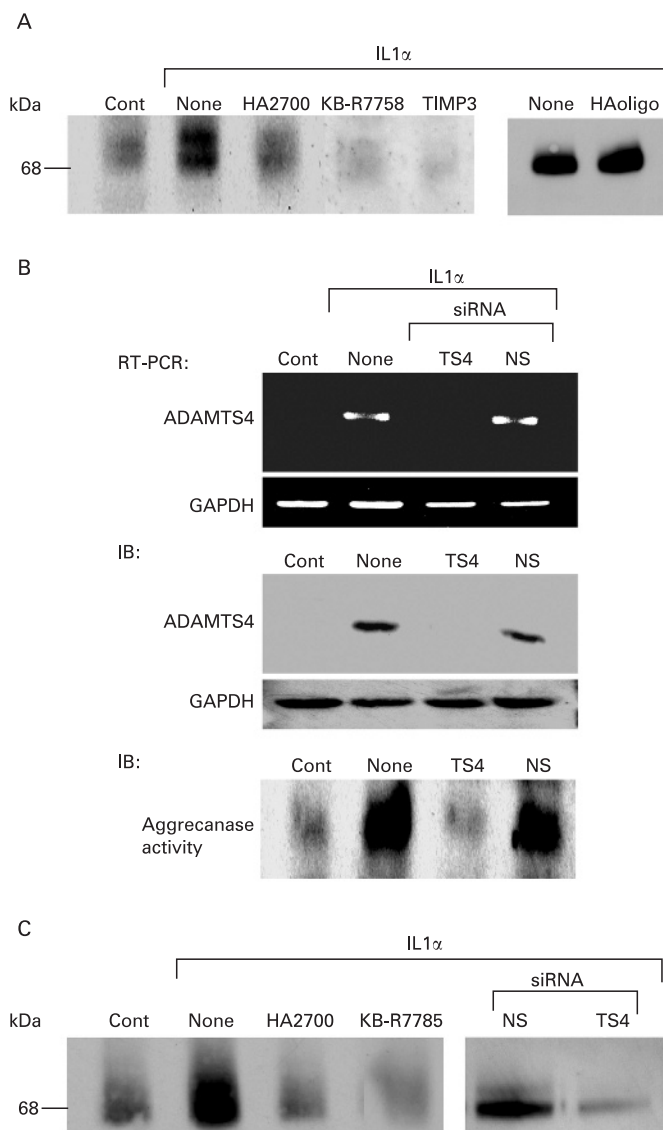 A
IL1α
kDa Cont None HA2700 KB-R7758 TIMP3 None HAoligo
68
B
IL1α
siRNA
RT-PCR: Cont None TS4 NS
ADAMTS4
GAPDH
IB: Cont None TS4 NS
ADAMTS4
GAPDH
IB: Cont None TS4 NS
Aggrecanase
activity
C
IL1α
siRNA
kDa Cont None HA2700 KB-R7785 NS TS4
68